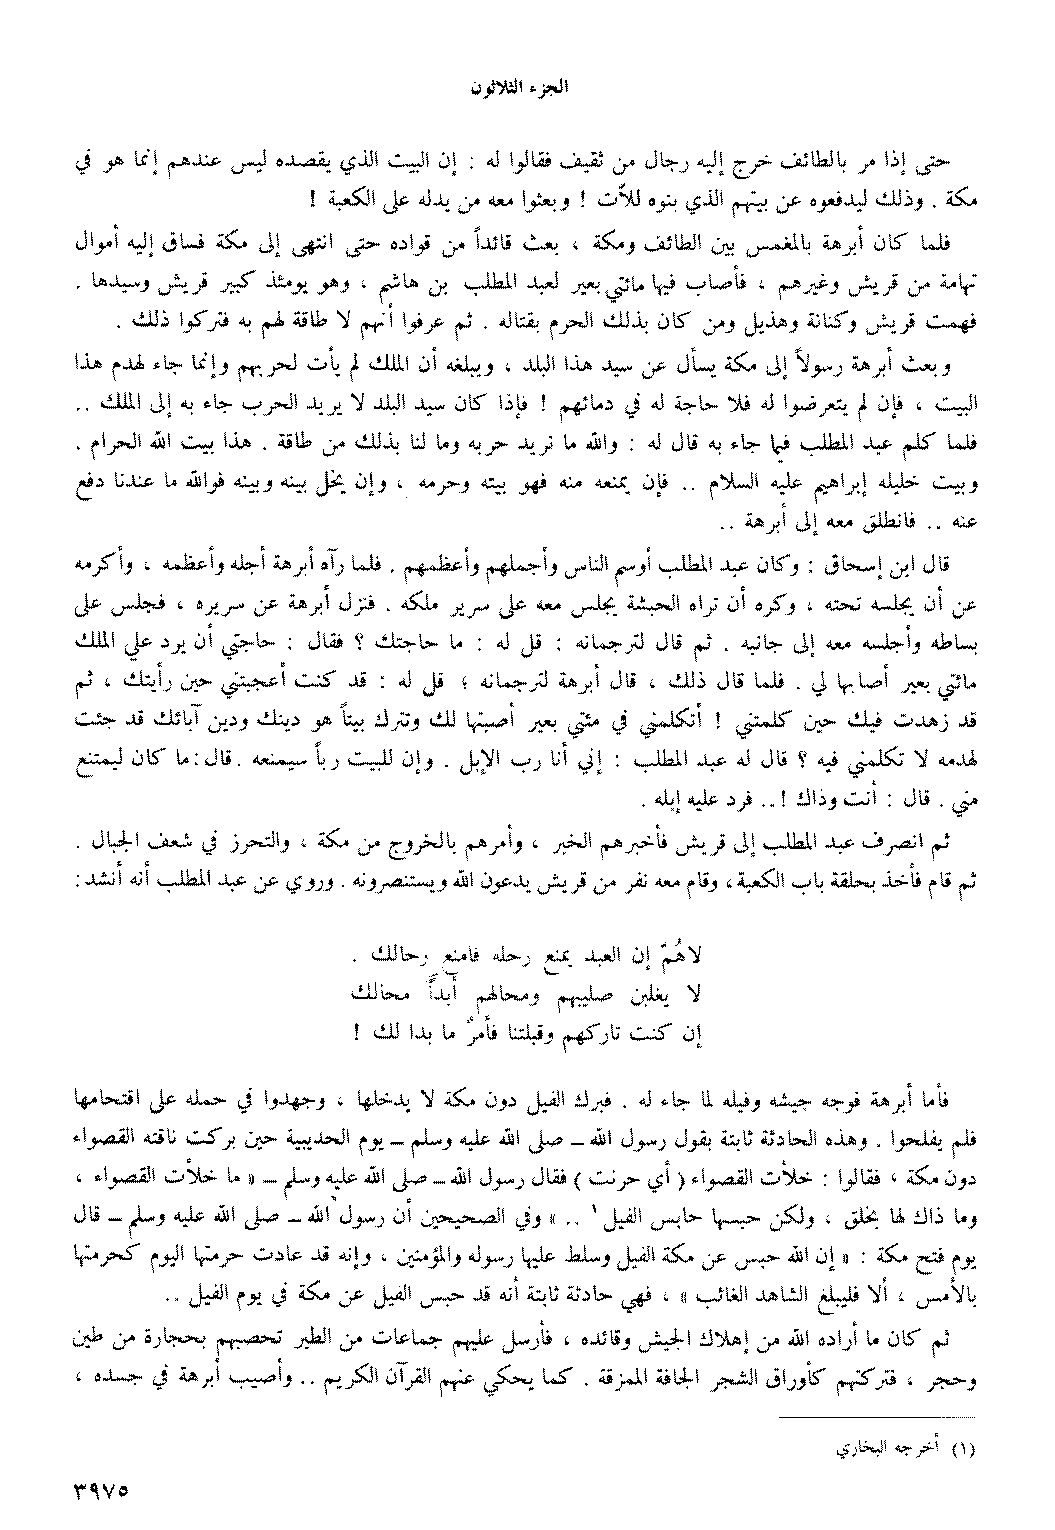 الجزء الثلاثون
حتى إذا مر بالطائف خرج إليه رجال من ثقيف فقالوا له : إن البيت الذي يقصده ليس عندهم إنما هو في
مكة . وذلك ليدفعوه عن بيتهم الذي بنوه للاّت ! وبعثوا معه من يدله على الكعبة !
فلما كان أبرهة بالمغمس بين الطائف ومكة ، بعث قائداً من قواده حتى انتهى إلى مكة فساق إليه أموال
تهامة من قريش وغيرهم ، فأصاب فيها مائتي بعير لعبد المطلب بن هاشم ، وهو يومئذ كبير قريش وسيدها .
فهمت قريش وكنانة وهذيل ومن كان بذلك الحرم بقتاله . ثم عرفوا أنهم لا طاقة لهم به فتركوا ذلك .
وبعث أبرهة رسولاً إلى مكة يسأل عن سيد هذا البلد ، ويبلغه أن الملك لم يأت لحربهم وإنما جاء لهدم هذا
البيت ، فإن لم يتعرضوا له فلا حاجة له في دمائهم ! فإذا كان سيد البلد لا يريد الحرب جاء به إلى الملك ..
فلما كلم عبد المطلب فيما جاء به قال له : والله ما نريد حربه وما لنا بذلك من طاقة . هذا بيت الله الحرام .
وبيت خليله إبراهيم عليه السلام .. فإن يمنعه منه فهو بيته وحرمه ، وإن يخل بينه وبينه فوالله ما عندنا دفع
عنه .. فانطلق معه إلى أبرهة ..
قال ابن إسحاق : وكان عبد المطلب أوسم الناس وأجملهم وأعظمهم . فلما رآه أبرهة أجله وأعظمه ، وأكرمه
عن أن يجلسه تحته ، وكره أن تراه الحبشة يجلس معه على سرير ملكه . فنزل أبرهة عن سريره ، فجلس على
بساطه وأجلسه معه إلى جانبه . ثم قال لترجمانه : قل له : ما حاجتك ؟ فقال : حاجتي أن يرد علي الملك
مائتي بعير أصابها لي . فلما قال ذلك ، قال أبرهة لترجمانه ؛ قل له : قد كنت أعجبتني حين رأيتك ، ثم
قد زهدت فيك حين كلمتني ! أتكلمني في مئتي بعير أصبتها لك وتترك بيتاً هو دينك ودين آبائك قد جئت
لهدمه لا تكلمني فيه ؟ قال له عبد المطلب : إني أنا رب الإبل . وإن للبيت رباً سيمنعه . قال : ما كان ليمتنع
مني . قال : أنت وذاك ! .. فرد عليه إبله .
ثم انصرف عبد المطلب إلى قريش فأخبرهم الخبر ، وأمرهم بالخروج من مكة ، والتحرز في شعف الجبال .
ثم قام فأخذ بحلقة باب الكعبة ، وقام معه نفر من قريش يدعون الله ويستنصرونه . وروي عن عبد المطلب أنه أنشد :
لاهُمّ إن العبد يمنع رحله فامنع رحالك .
لا يغلبن صليبهم ومحالهم أبداً محالك
إن كنت تاركهم وقبلتنا فأمرٌ ما بدا لك !
فأما أبرهة فوجه جيشه وفيله لما جاء له . فبرك الفيل دون مكة لا يدخلها ، وجهدوا في حمله على اقتحامها
فلم يفلحوا . وهذه الحادثة ثابتة بقول رسول الله – صلى الله عليه وسلم – يوم الحديبية حين بركت ناقته القصواء
دون مكة ، فقالوا : خلأت القصواء ( أي حرنت ) فقال رسول الله – صلى الله عليه وسلم – « ما خلأت القصواء ،
وما ذاك لها بخلق ، ولكن حبسها حابس الفيل ١ .. » وفي الصحيحين أن رسول الله – صلى الله عليه وسلم – قال
يوم فتح مكة : « إن الله حبس عن مكة الفيل وسلط عليها رسوله والمؤمنين ، وإنه قد عادت حرمتها اليوم كحرمتها
بالأمس ، ألا فليبلغ الشاهد الغائب » ، فهي حادثة ثابتة أنه قد حبس الفيل عن مكة في يوم الفيل ..
ثم كان ما أراده الله من إهلاك الجيش وقائده ، فأرسل عليهم جماعات من الطير تحصبهم بحجارة من طين
وحجر ، فتركتهم كأوراق الشجر الجافة الممزقة . كما يحكي عنهم القرآن الكريم .. وأصيب أبرهة في جسده ،
(١) أخرجه البخاري
٣٩٧٥